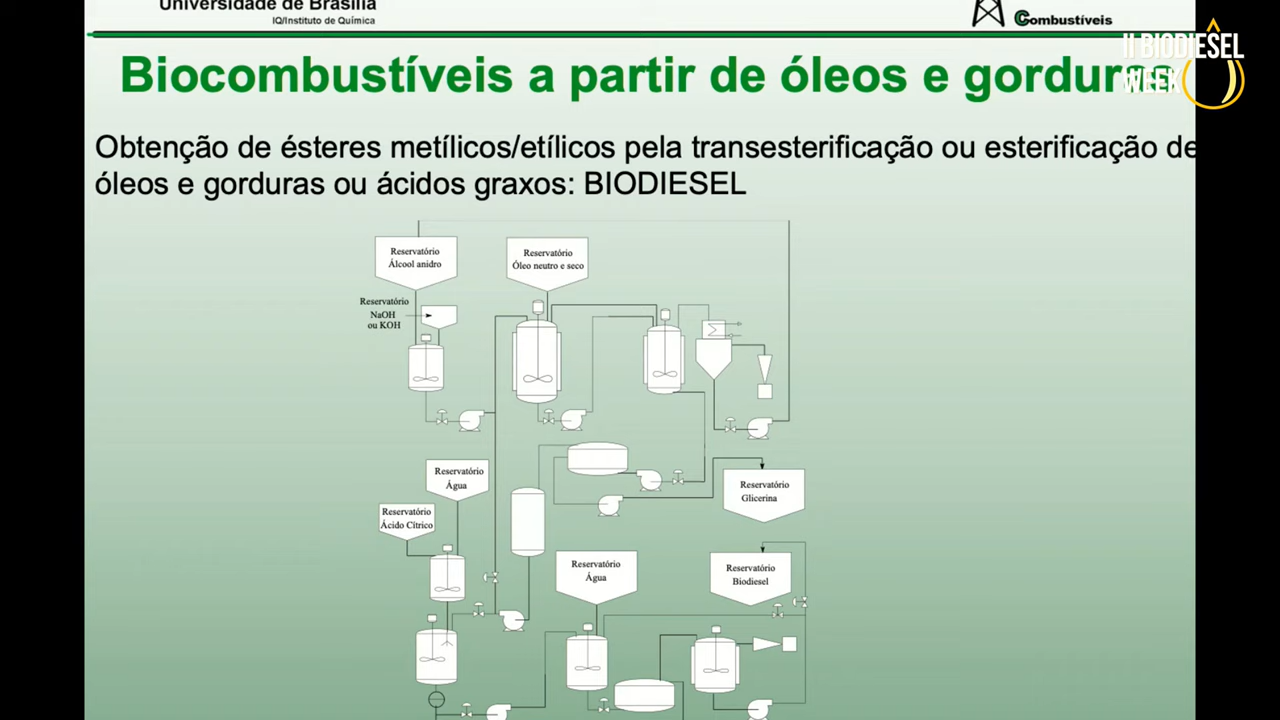 Universidade de Brasília
IQ/Instituto de Química
Combustíveis
II BIODIESEL
WEEK
Biocombustíveis a partir de óleos e gorduras
Obtenção de ésteres metílicos/etílicos pela transesterificação ou esterificação de
óleos e gorduras ou ácidos graxos: BIODIESEL
Reservatório
Álcool anidro
Reservatório
Óleo neutro e seco
Reservatório
NaOH
ou KOH
Reservatório
Água
Reservatório
Ácido Cítrico
Reservatório
Glicerina
Reservatório
Água
Reservatório
Biodiesel